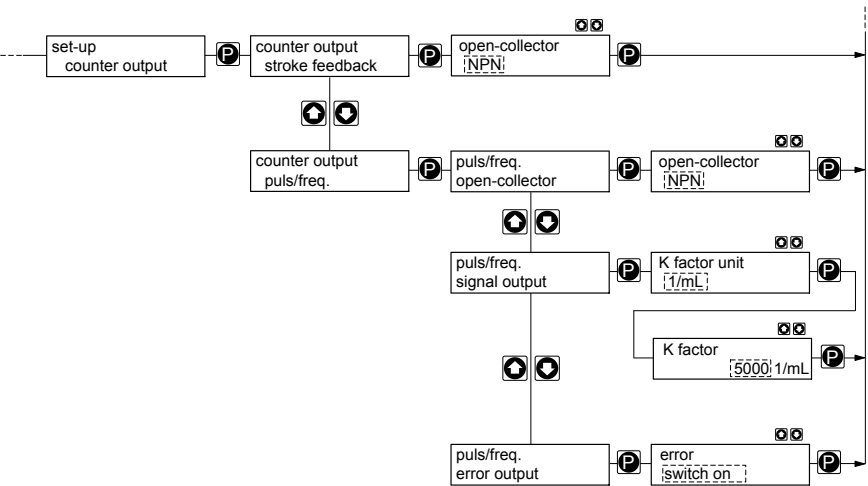 set-up
counter output
P
counter output
stroke feedback
P
open-collector
NPN
P
counter output
puls/freq.
P
puls/freq.
open-collector
P
open-collector
NPN
P
puls/freq.
signal output
P
K factor unit
1/mL
P
K factor
5000 1/mL
P
puls/freq.
error output
P
error
switch on
P